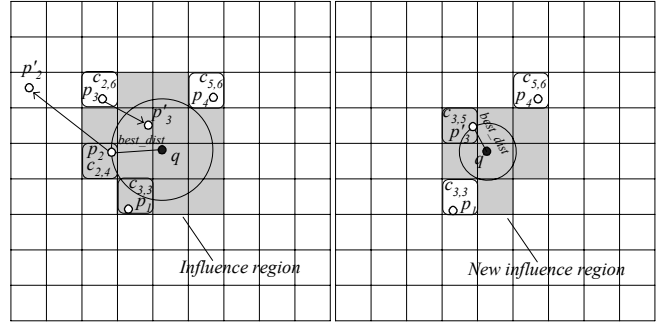 p'2
c2,6
p3
c5,6
p4
p'3
best_dist
p2
c2,4
q
c3,3
p1
Influence region
c5,6
p4
c3,5
p'3
best_dist
q
c3,3
p1
New influence region